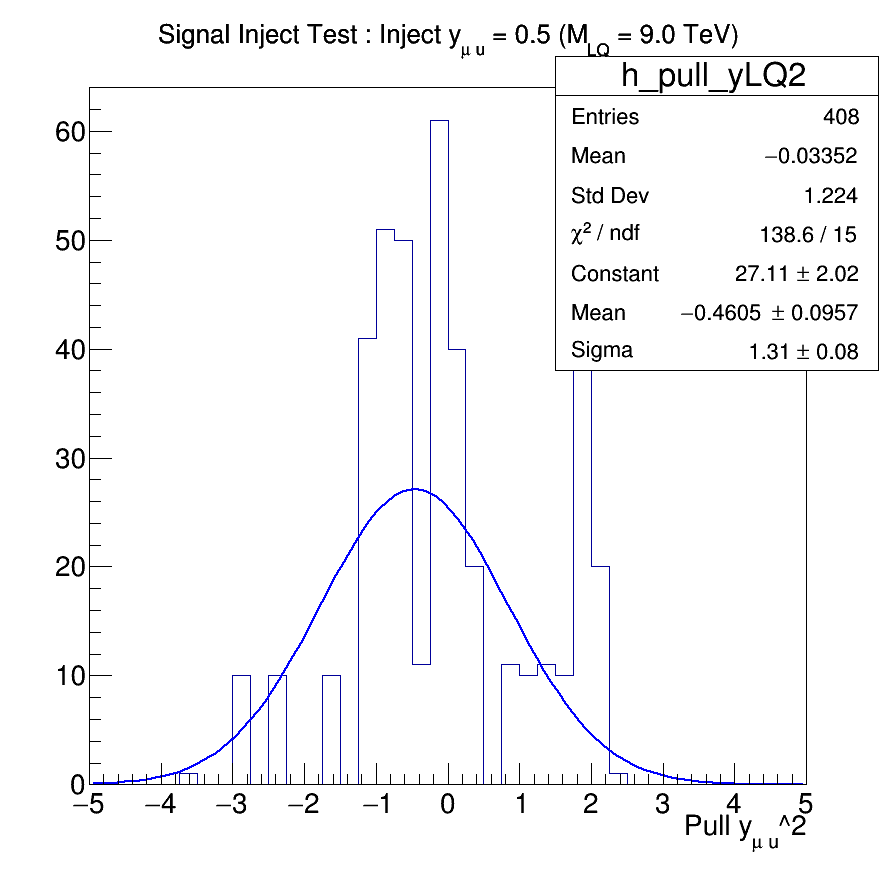 Signal Inject Test : Inject y_μu = 0.5 (M_LQ = 9.0 TeV)
h_pull_yLQ2
Entries 408
Mean −0.03352
Std Dev 1.224
χ² / ndf 138.6 / 15
Constant 27.11 ± 2.02
Mean −0.4605 ± 0.0957
Sigma 1.31 ± 0.08
60
50
40
30
20
10
0
−5 −4 −3 −2 −1 0 1 2 3 4 5
Pull y_μu^2